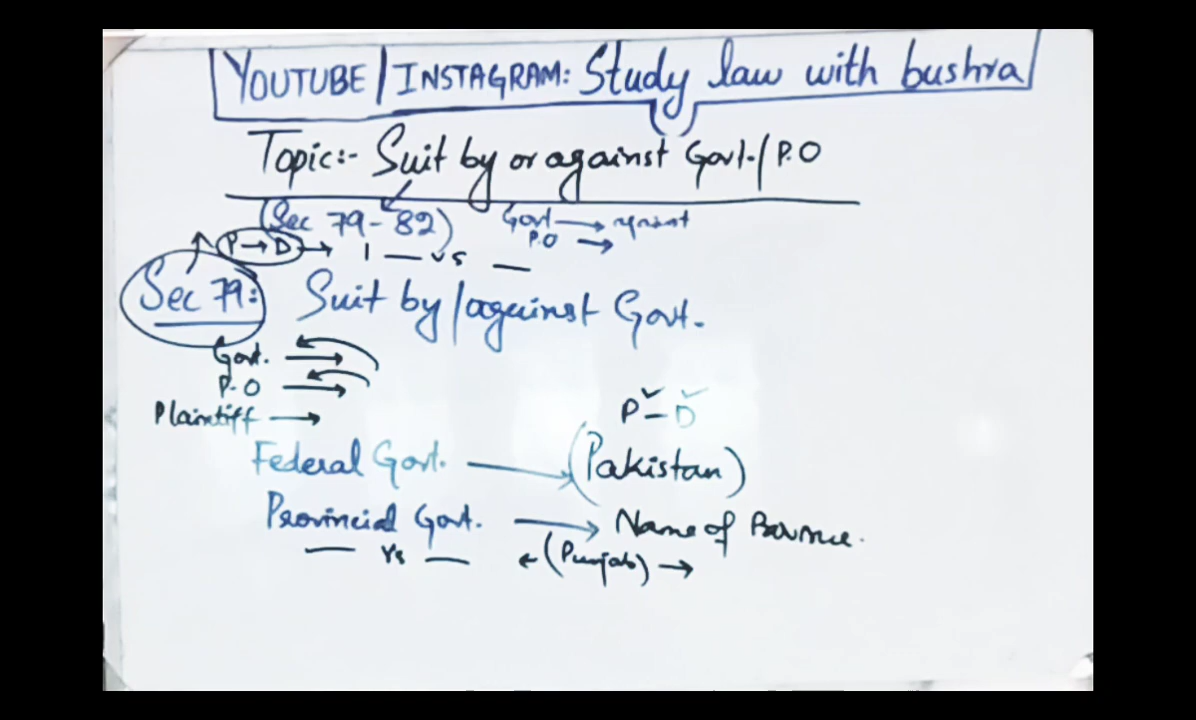 YOUTUBE / INSTAGRAM: Study law with bushra
Topic:- Suit by or against Govt./P.O
(Sec 79-82) Govt →
P.O →
P → D → 1 — vs —
Sec 79: Suit by/against Govt.
Govt. →
P-O →
Plaintiff →
P - D
Federal Govt. → (Pakistan)
Provincial Govt. → Name of Province.
— vs — ← (Punjab) →